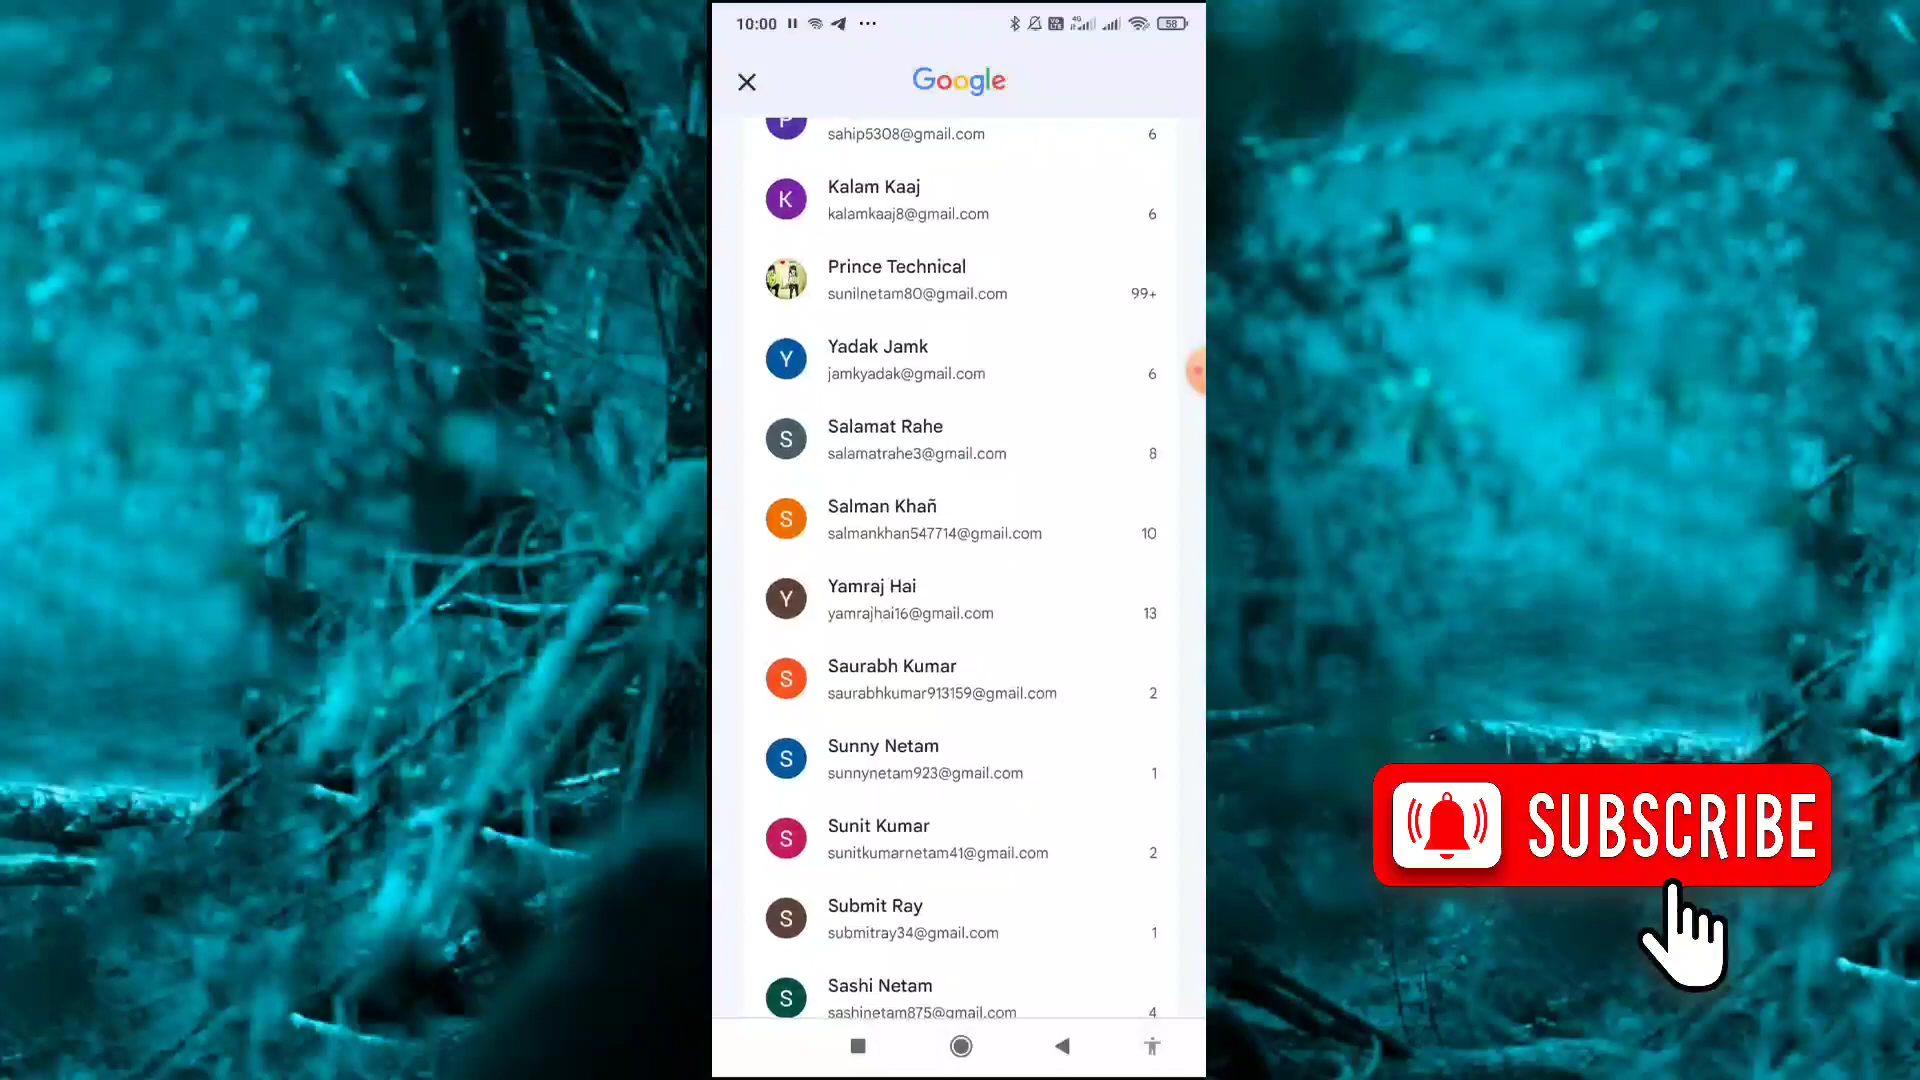 10:00
4G
58
Google
sahip5308@gmail.com 6
K
Kalam Kaaj
kalamkaaj8@gmail.com 6
Prince Technical
sunilnetam80@gmail.com 99+
Y
Yadak Jamk
jamkyadak@gmail.com 6
S
Salamat Rahe
salamatrahe3@gmail.com 8
S
Salman Khañ
salmankhan547714@gmail.com 10
Y
Yamraj Hai
yamrajhai16@gmail.com 13
S
Saurabh Kumar
saurabhkumar913159@gmail.com 2
S
Sunny Netam
sunnynetam923@gmail.com 1
S
Sunit Kumar
sunitkumarnetam41@gmail.com 2
S
Submit Ray
submitray34@gmail.com 1
S
Sashi Netam
sashinetam875@gmail.com 4
SUBSCRIBE